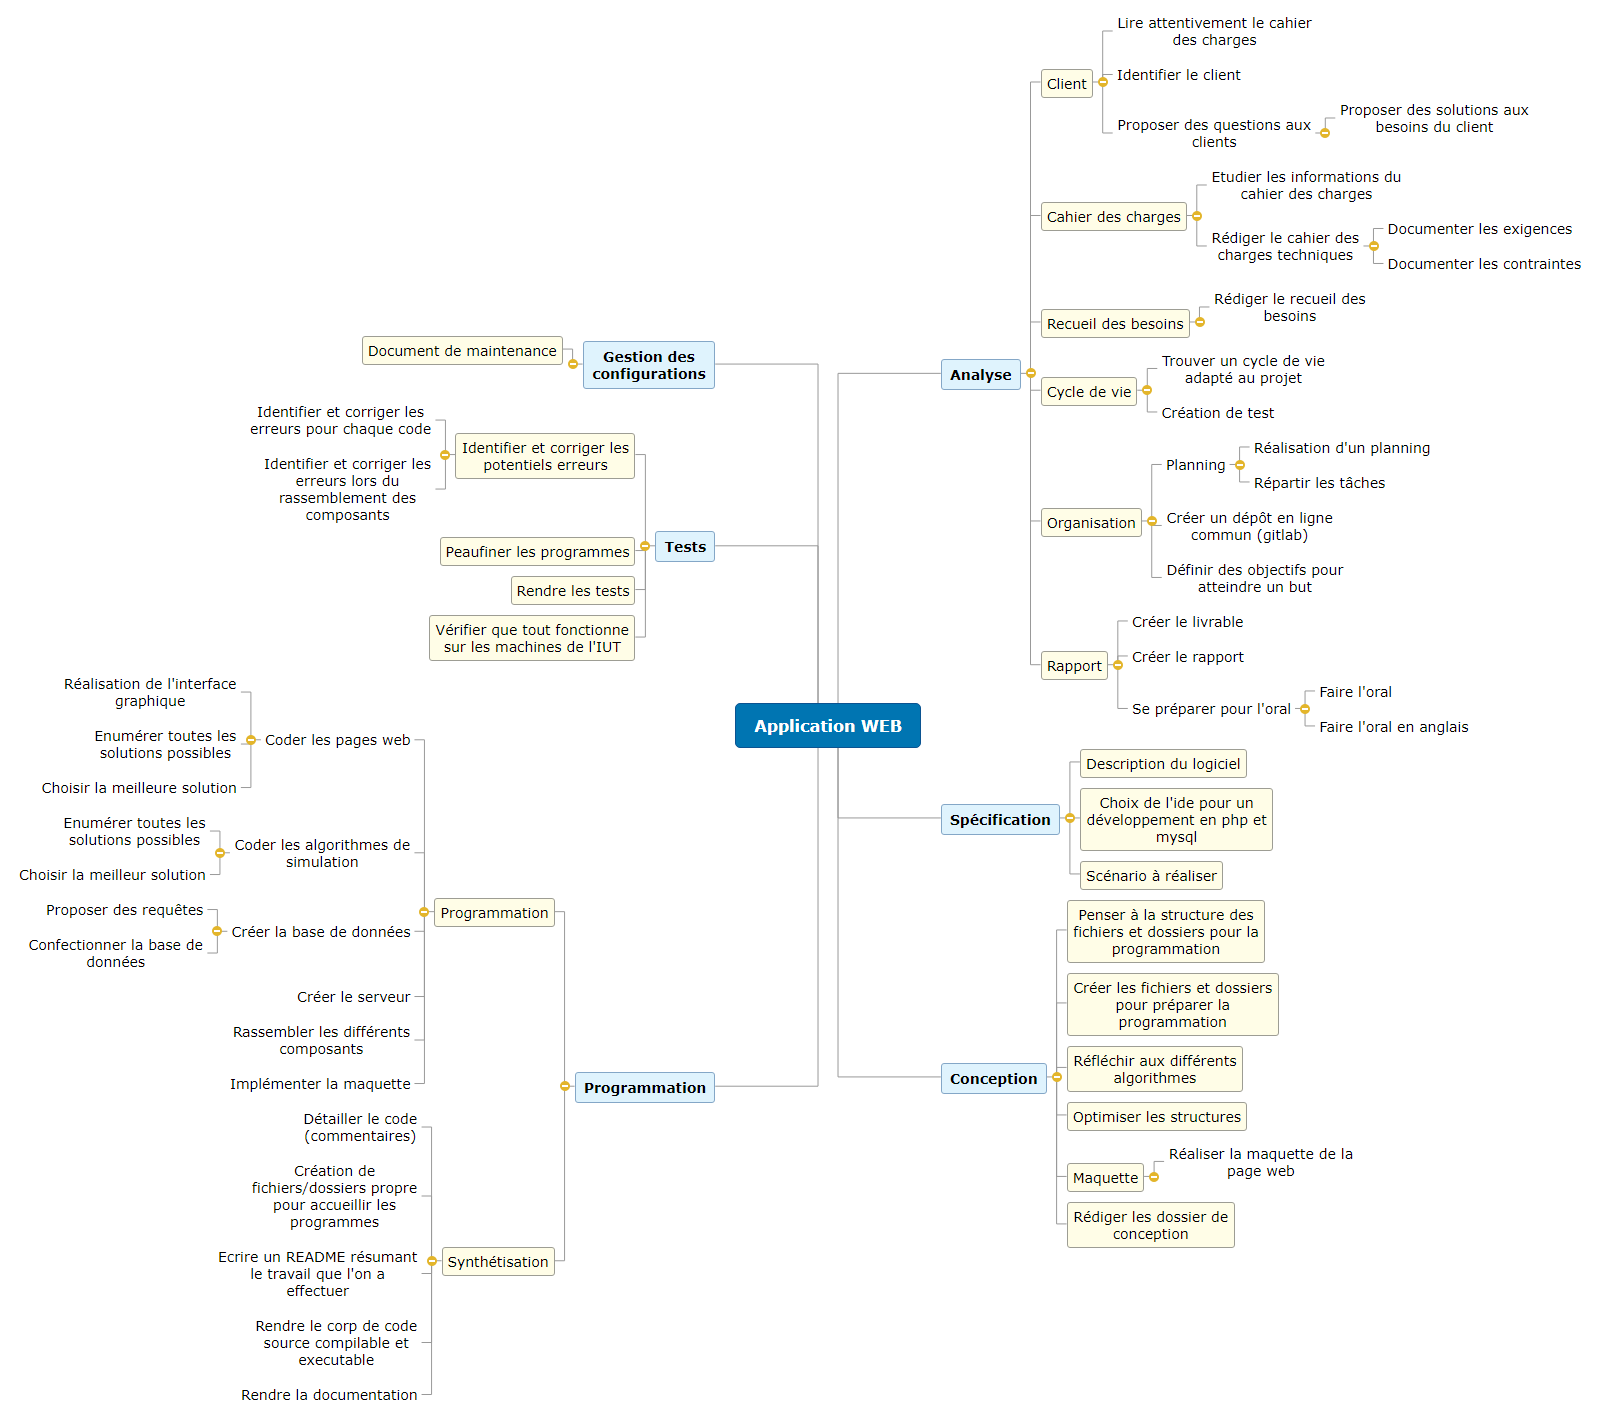 Application WEB
Analyse
Client
Lire attentivement le cahier
des charges
Identifier le client
Proposer des questions aux
clients
Proposer des solutions aux
besoins du client
Cahier des charges
Etudier les informations du
cahier des charges
Rédiger le cahier des
charges techniques
Documenter les exigences
Documenter les contraintes
Recueil des besoins
Rédiger le recueil des
besoins
Cycle de vie
Trouver un cycle de vie
adapté au projet
Création de test
Organisation
Planning
Réalisation d'un planning
Répartir les tâches
Créer un dépôt en ligne
commun (gitlab)
Définir des objectifs pour
atteindre un but
Rapport
Créer le livrable
Créer le rapport
Se préparer pour l'oral
Faire l'oral
Faire l'oral en anglais
Spécification
Description du logiciel
Choix de l'ide pour un
développement en php et
mysql
Scénario à réaliser
Conception
Penser à la structure des
fichiers et dossiers pour la
programmation
Créer les fichiers et dossiers
pour préparer la
programmation
Réfléchir aux différents
algorithmes
Optimiser les structures
Maquette
Réaliser la maquette de la
page web
Rédiger les dossier de
conception
Gestion des
configurations
Document de maintenance
Tests
Identifier et corriger les
potentiels erreurs
Identifier et corriger les
erreurs pour chaque code
Identifier et corriger les
erreurs lors du
rassemblement des
composants
Peaufiner les programmes
Rendre les tests
Vérifier que tout fonctionne
sur les machines de l'IUT
Programmation
Programmation
Coder les pages web
Réalisation de l'interface
graphique
Enumérer toutes les
solutions possibles
Choisir la meilleure solution
Coder les algorithmes de
simulation
Enumérer toutes les
solutions possibles
Choisir la meilleur solution
Créer la base de données
Proposer des requêtes
Confectionner la base de
données
Créer le serveur
Rassembler les différents
composants
Implémenter la maquette
Synthétisation
Détailler le code
(commentaires)
Création de
fichiers/dossiers propre
pour accueillir les
programmes
Ecrire un README résumant
le travail que l'on a
effectuer
Rendre le corp de code
source compilable et
executable
Rendre la documentation